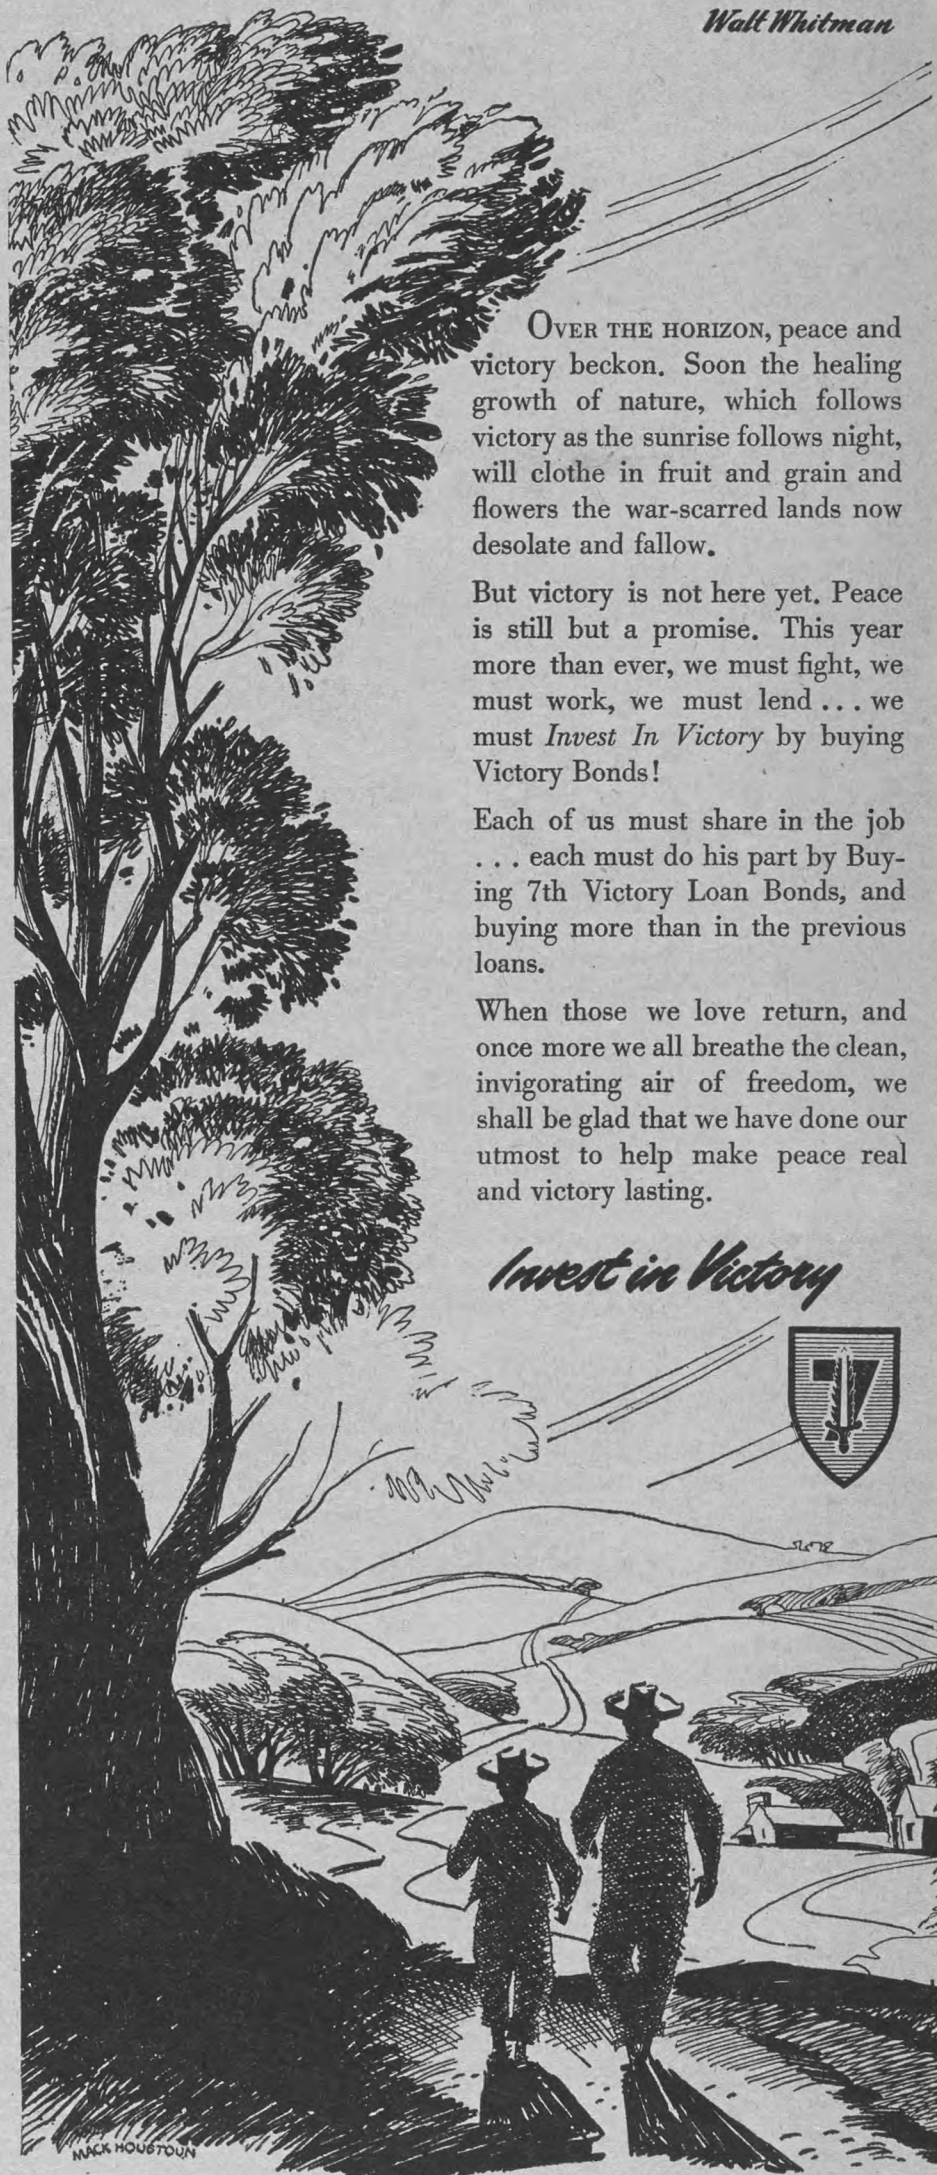 Walt Whitman
OVER THE HORIZON, peace and
victory beckon. Soon the healing
growth of nature, which follows
victory as the sunrise follows night,
will clothe in fruit and grain and
flowers the war-scarred lands now
desolate and fallow.
But victory is not here yet. Peace
is still but a promise. This year
more than ever, we must fight, we
must work, we must lend ... we
must Invest In Victory by buying
Victory Bonds!
Each of us must share in the job
... each must do his part by Buy-
ing 7th Victory Loan Bonds, and
buying more than in the previous
loans.
When those we love return, and
once more we all breathe the clean,
invigorating air of freedom, we
shall be glad that we have done our
utmost to help make peace real
and victory lasting.
Invest in Victory
7
MACK HOUSTOUN